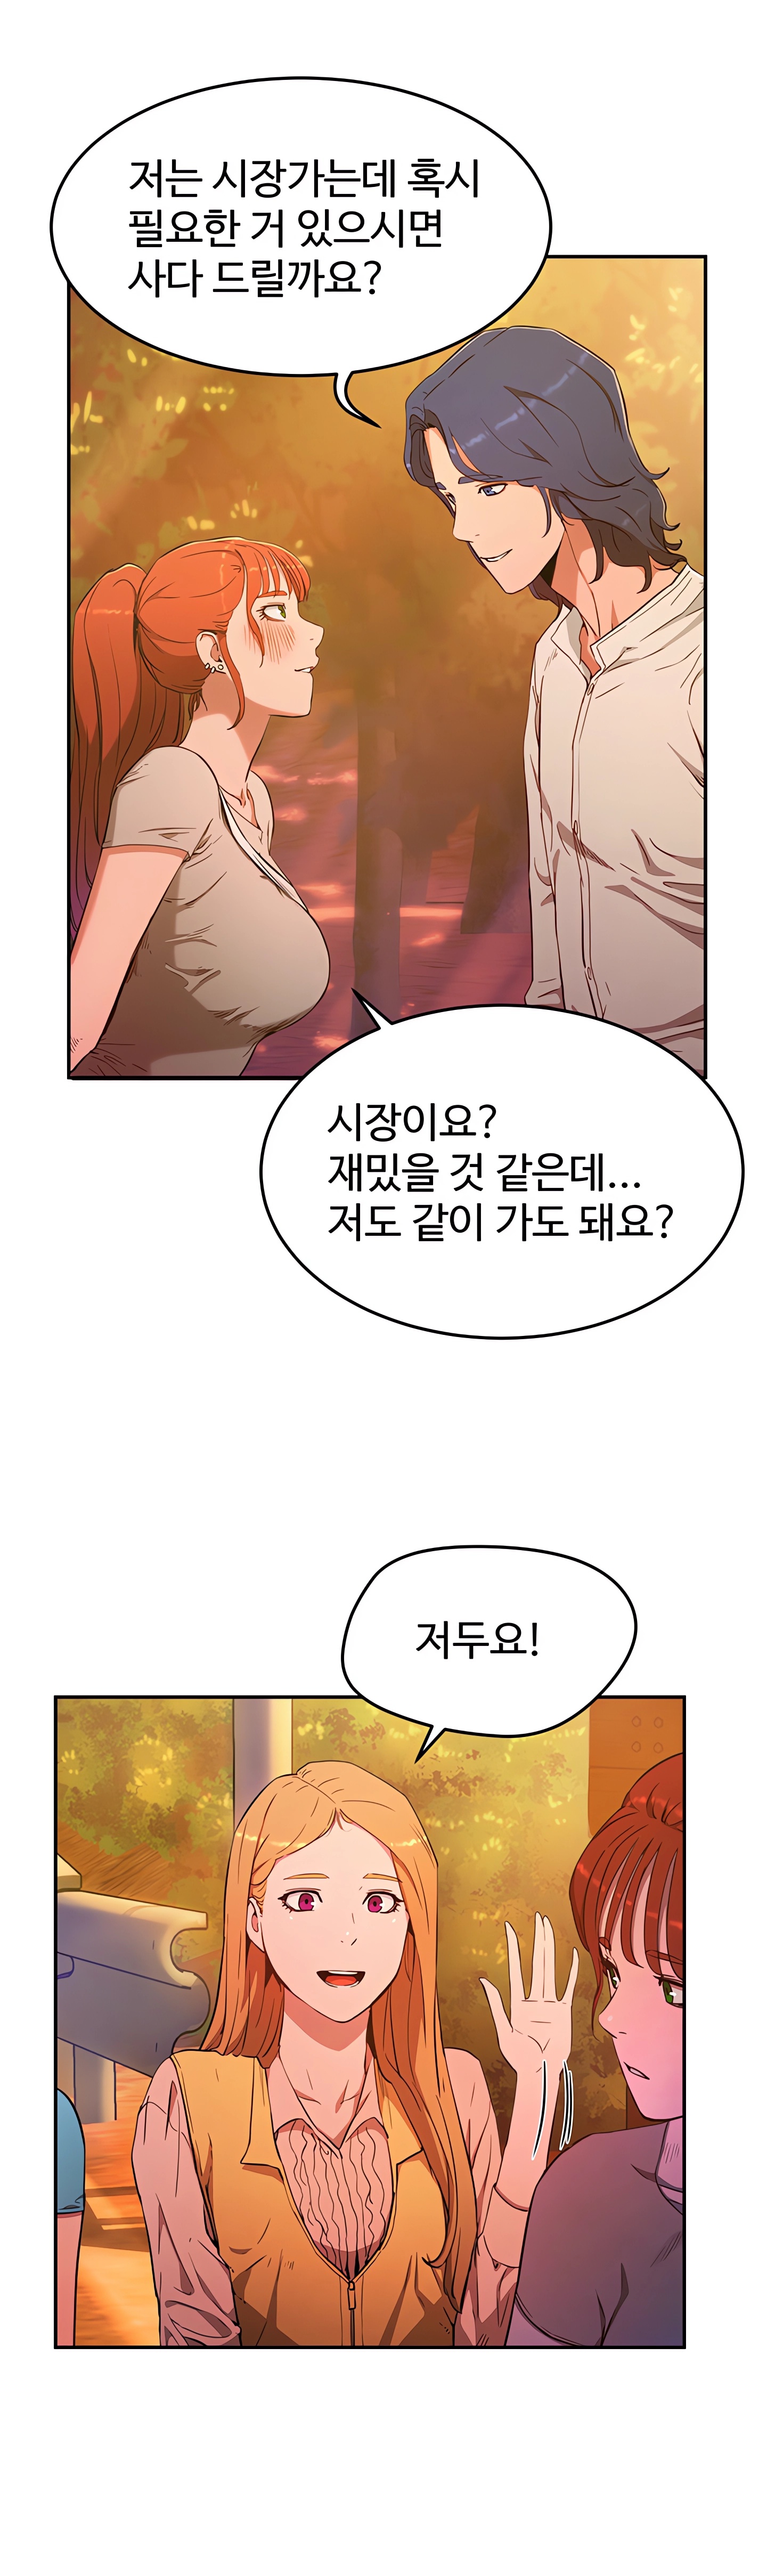 저는 시장가는데 혹시
필요한 거 있으시면
사다 드릴까요?
시장이요?
재밌을 것 같은데...
저도 같이 가도 돼요?
저두요!